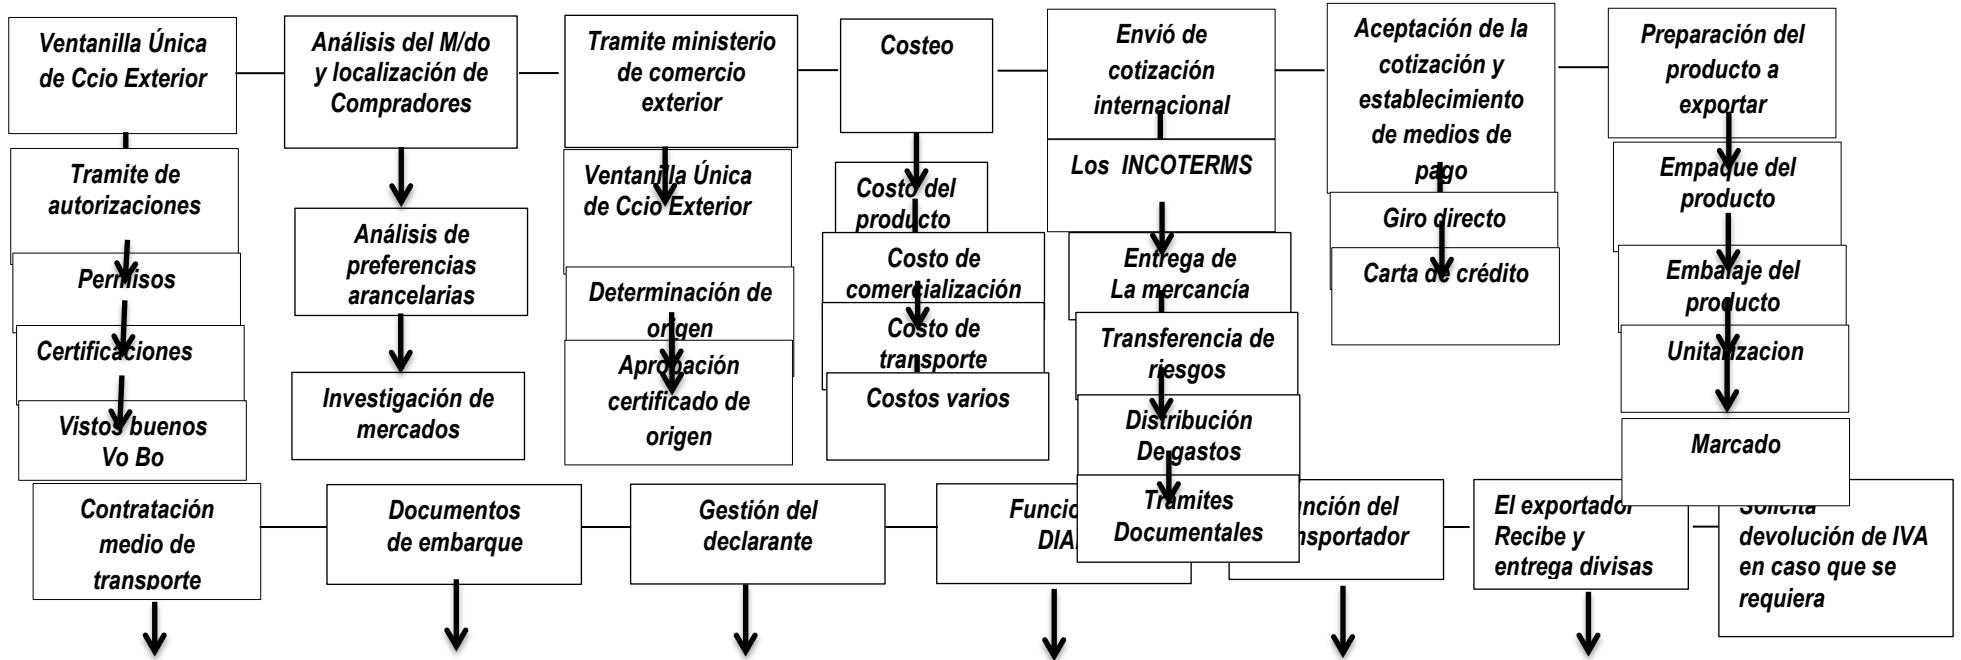 Ventanilla Única
de Ccio Exterior
Tramite de
autorizaciones
Permisos
Certificaciones
Vistos buenos
Vo Bo
Análisis del M/do
y localización de
Compradores
Análisis de
preferencias
arancelarias
Investigación de
mercados
Tramite ministerio
de comercio
exterior
Ventanilla Única
de Ccio Exterior
Determinación de
origen
Aprobación
certificado de
origen
Costeo
Costo del
producto
Costo de
comercialización
Costo de
transporte
Costos varios
Envió de
cotización
internacional
Los INCOTERMS
Entrega de
La mercancía
Transferencia de
riesgos
Distribución
De gastos
Trámites
Documentales
Aceptación de la
cotización y
establecimiento
de medios de
pago
Giro directo
Carta de crédito
Preparación del
producto a
exportar
Empaque del
producto
Embalaje del
producto
Unitarizacion
Marcado
Contratación
medio de
transporte
Documentos
de embarque
Gestión del
declarante
del
El exportador
Recibe y
entrega divisas
Solicita
devolución de IVA
en caso que se
requiera